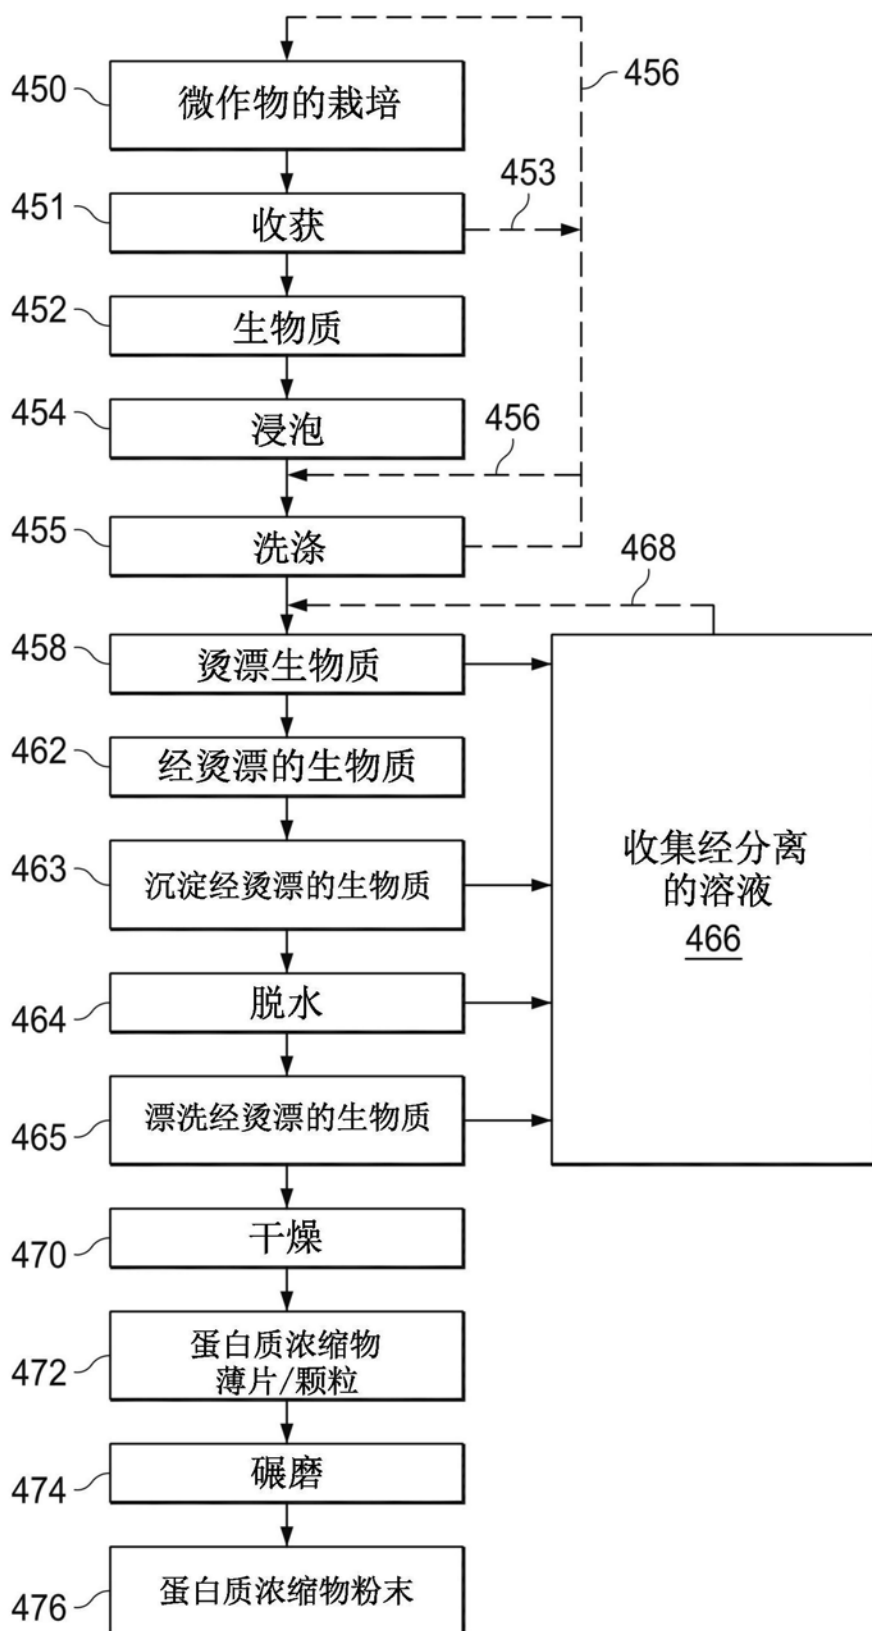 456
450
微作物的栽培
453
451
收获
452
生物质
454
浸泡
456
455
洗涤
468
458
烫漂生物质
462
经烫漂的生物质
463
沉淀经烫漂的生物质
收集经分离
的溶液
466
464
脱水
465
漂洗经烫漂的生物质
470
干燥
472
蛋白质浓缩物
薄片/颗粒
474
碾磨
476
蛋白质浓缩物粉末